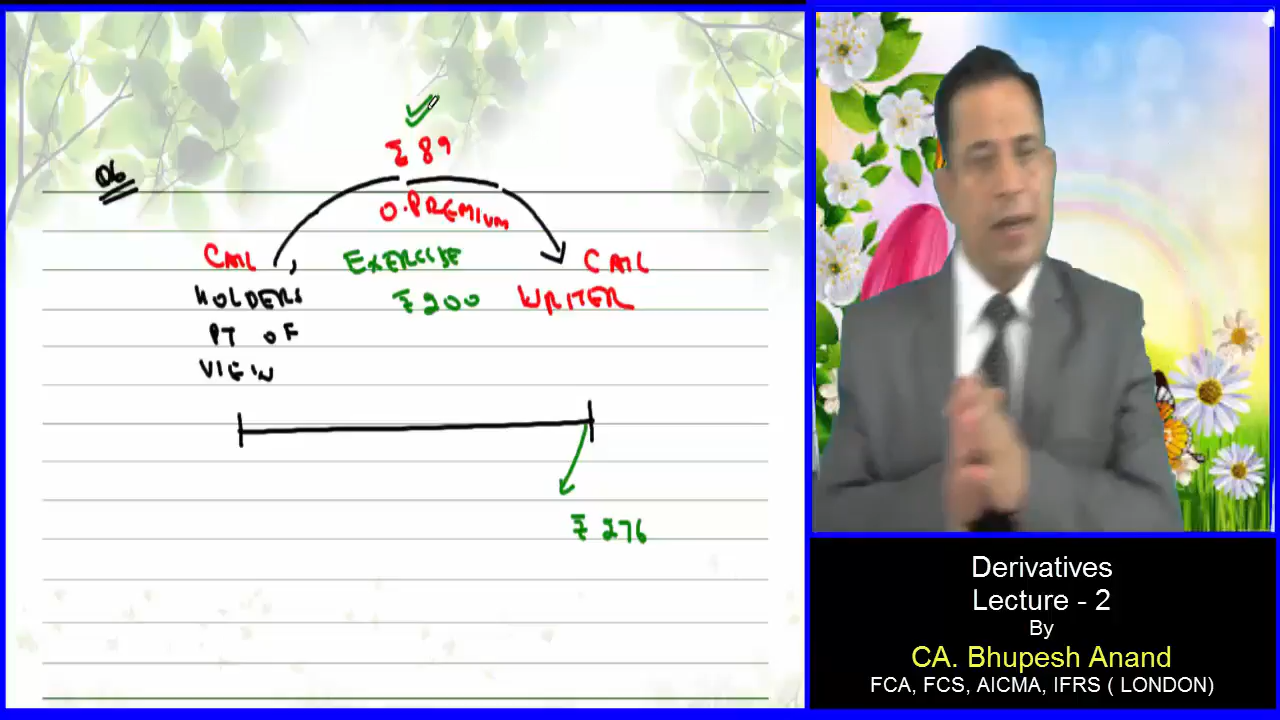 06
₹ 89
O.PREMIUM
CALL
HOLDERS
PT OF
VIEW
EXERCISE
₹ 200
CALL
WRITER
₹ 276
Derivatives
Lecture - 2
By
CA. Bhupesh Anand
FCA, FCS, AICMA, IFRS ( LONDON)